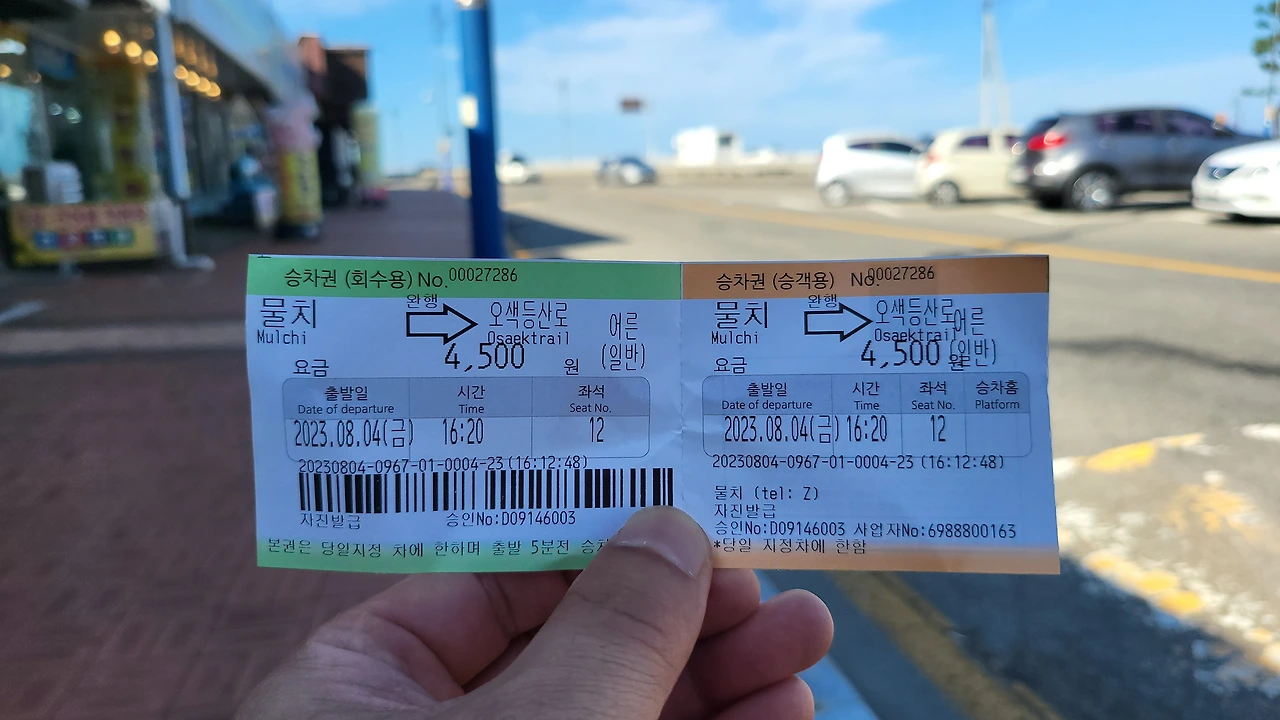 승차권 (회수용) No. 00027286
물치 완행 오색등산로 어른
Mulchi Osaektrail (일반)
요금 4,500 원
출발일 시간 좌석
Date of departure Time Seat No.
2023.08.04(금) 16:20 12
20230804-0967-01-0004-23 (16:12:48)
자진발급 승인No:D09146003
본권은 당일지정 차에 한하며 출발 5분전
승차권 (승객용) No. 00027286
물치 완행 오색등산로 어른
Mulchi Osaektrail (일반)
요금 4,500 원
출발일 시간 좌석 승차홈
Date of departure Time Seat No. Platform
2023.08.04(금) 16:20 12
20230804-0967-01-0004-23 (16:12:48)
물치 (tel: Z)
자진발급
승인No:D09146003 사업자No:6988800163
*당일 지정차에 한함